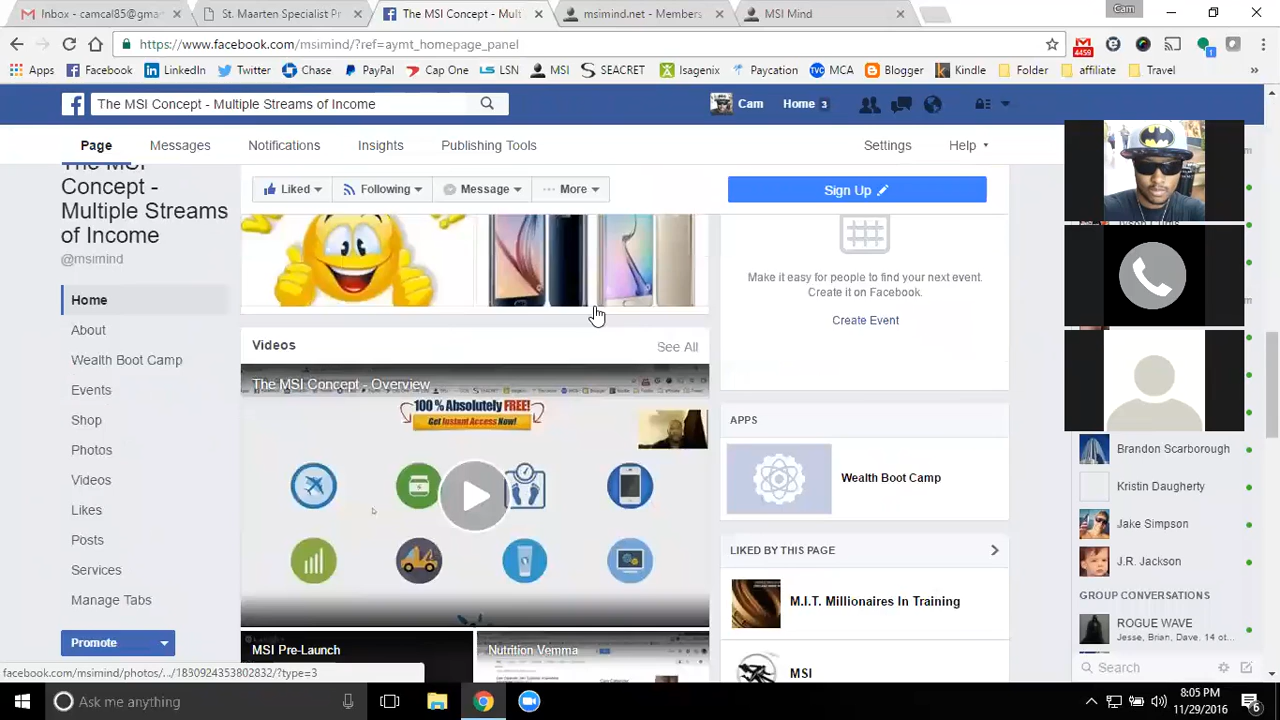 Cam
Inbox - camcal85@gma
St. Maarten Specialist Pr
The MSI Concept - Mult
msimind.net - Members
MSI Mind
https://www.facebook.com/msimind/?ref=aymt_homepage_panel
4459
1
Apps
Facebook
LinkedIn
Twitter
Chase
PayPal
Cap One
LSN
MSI
SEACRET
Isagenix
Paycation
MCA
Blogger
Kindle
Folder
affiliate
Travel
The MSI Concept - Multiple Streams of Income
Cam
Home 3
Page
Messages
Notifications
Insights
Publishing Tools
Settings
Help
The MSI
Concept -
Multiple Streams
of Income
@msimind
Liked
Following
Message
More
Sign Up
Home
About
Wealth Boot Camp
Events
Shop
Photos
Videos
Likes
Posts
Services
Manage Tabs
Promote
Make it easy for people to find your next event.
Create it on Facebook.
Create Event
Videos
See All
The MSI Concept - Overview
100% Absolutely FREE!
Get Instant Access Now!
MSI Pre-Launch
Nutrition Vemma
APPS
Wealth Boot Camp
LIKED BY THIS PAGE
M.I.T. Millionaires In Training
MSI
Brandon Scarborough
Kristin Daugherty
Jake Simpson
J.R. Jackson
GROUP CONVERSATIONS
ROGUE WAVE
Jesse, Brian, Dave, 14 ot...
Search
facebook.com/msimind/photos/.../1880924353802832/?type=3
Ask me anything
8:05 PM
11/29/2016
6